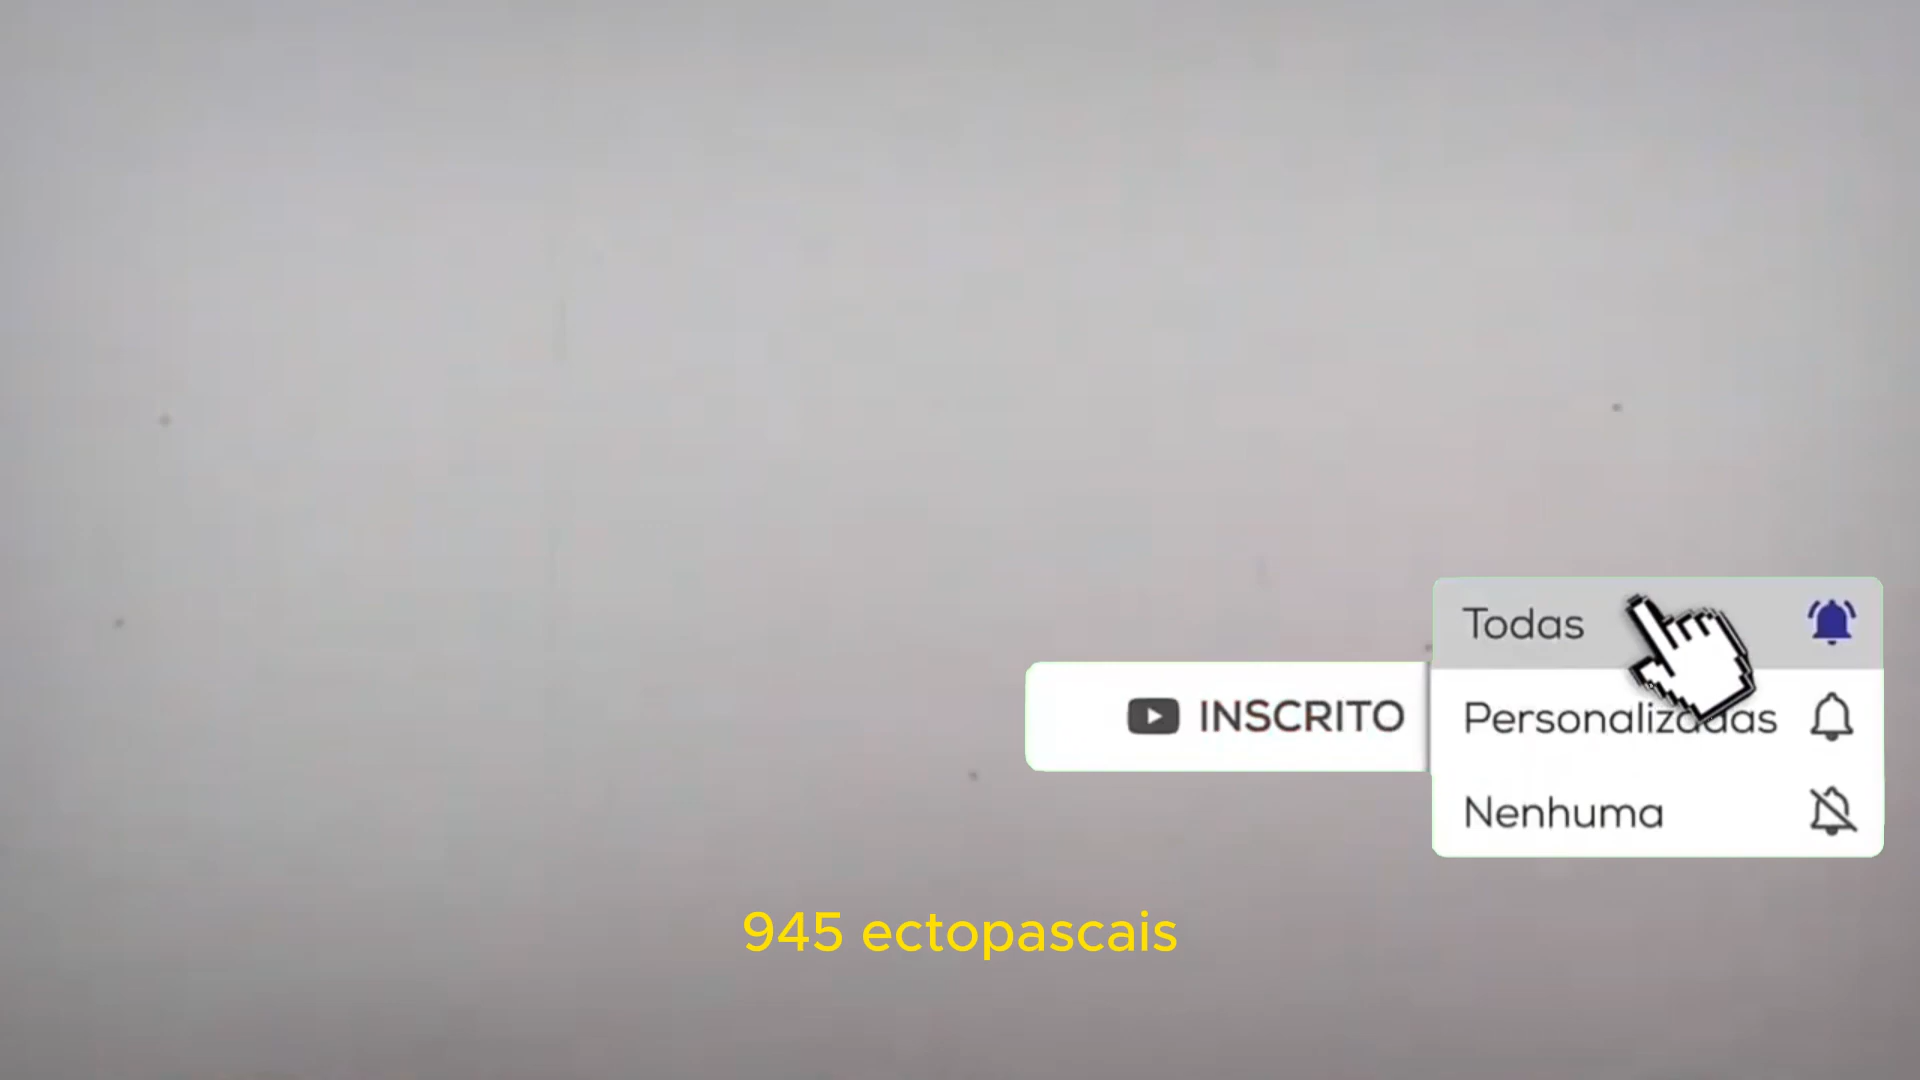 Todas
INSCRITO
Personalizadas
Nenhuma
945 ectopascais